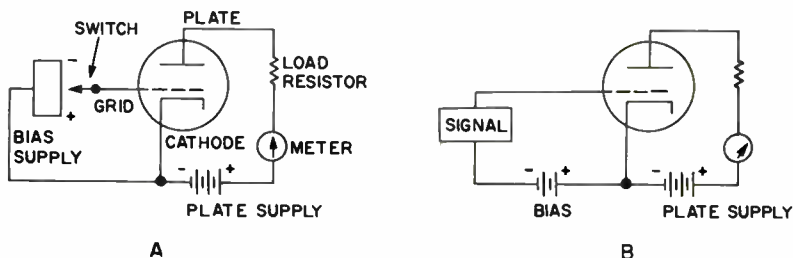 PLATE
SWITCH
-
LOAD
RESISTOR
GRID
+
BIAS
SUPPLY
CATHODE
METER
- +
PLATE SUPPLY
A
SIGNAL
- +
BIAS
- +
PLATE SUPPLY
B